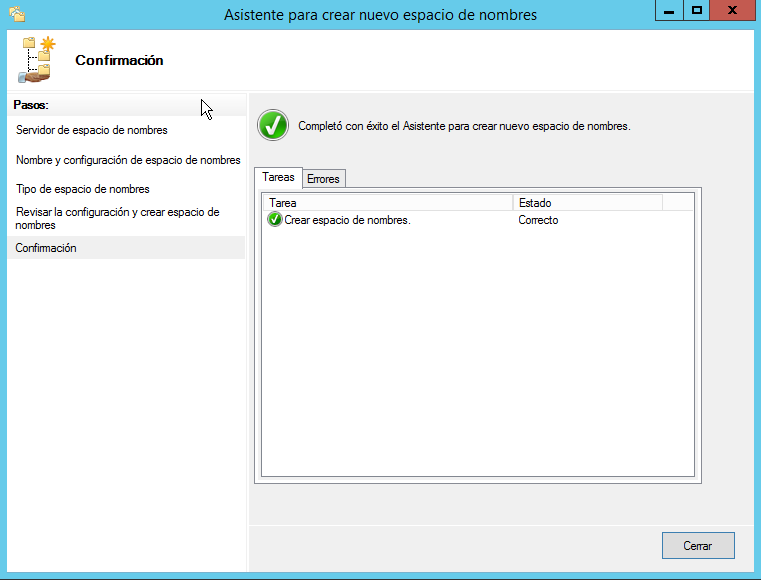 Asistente para crear nuevo espacio de nombres
Confirmación
Pasos:
Servidor de espacio de nombres
Nombre y configuración de espacio de nombres
Tipo de espacio de nombres
Revisar la configuración y crear espacio de
nombres
Confirmación
Completó con éxito el Asistente para crear nuevo espacio de nombres.
Tareas Errores
Tarea Estado
Crear espacio de nombres. Correcto
Cerrar